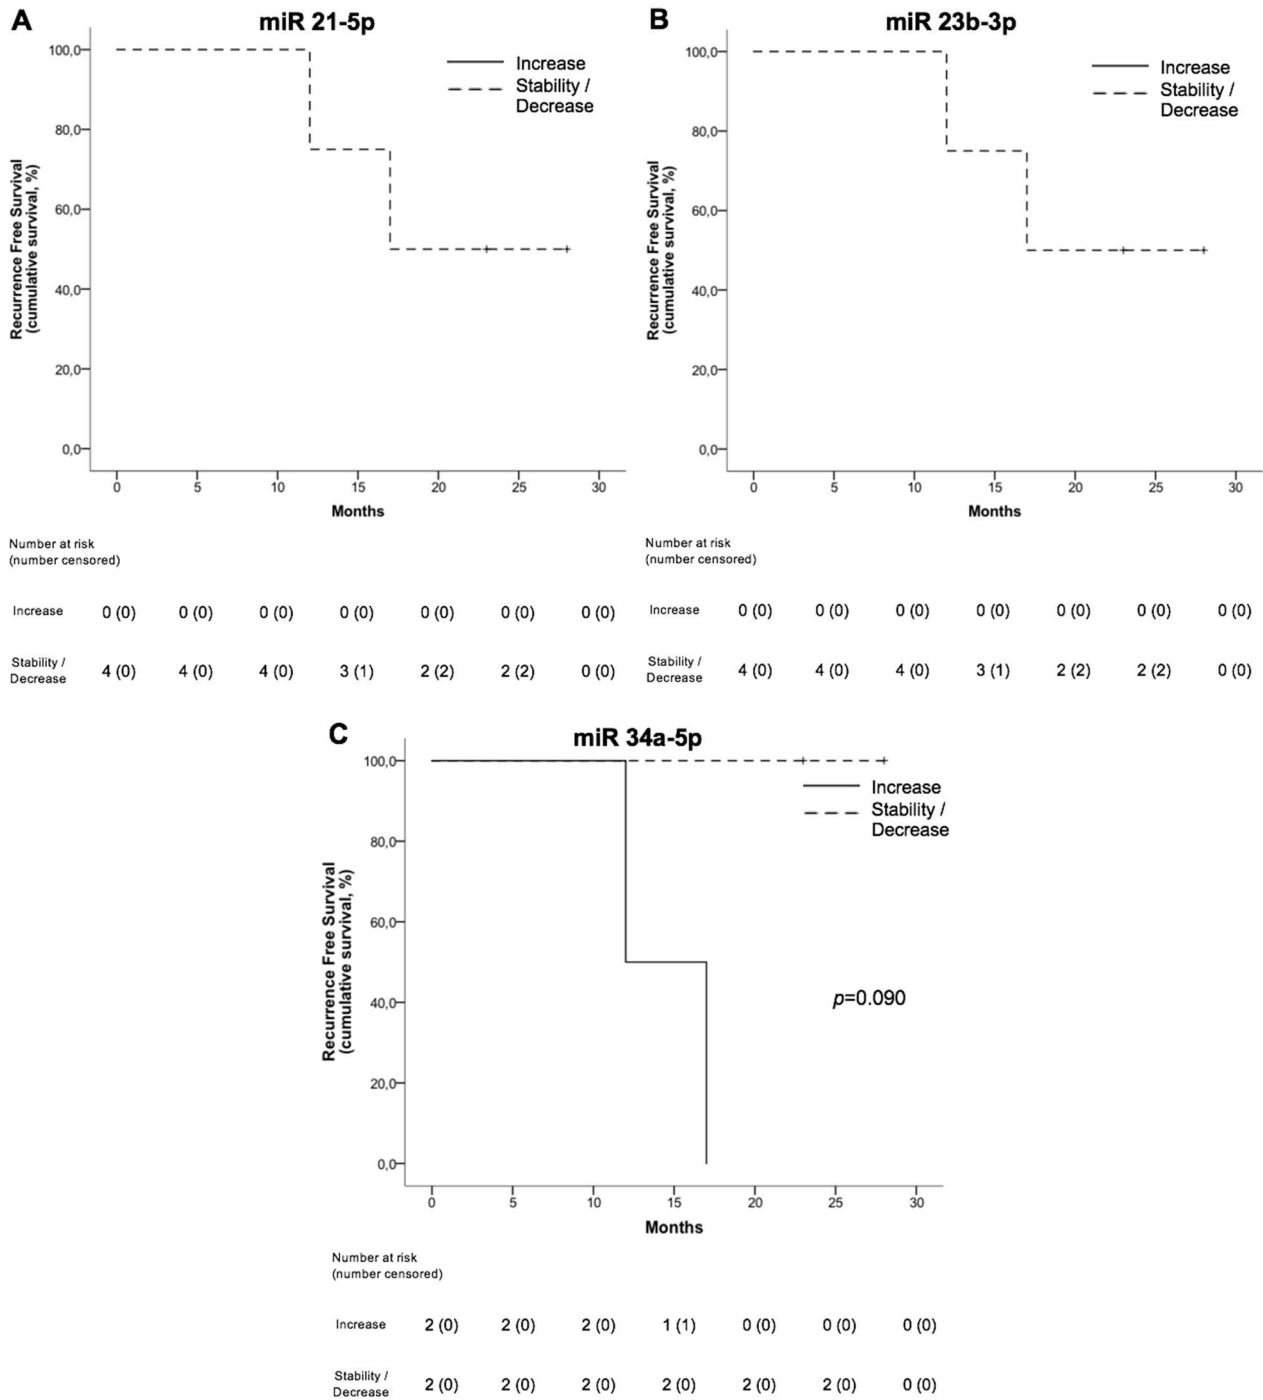 A
miR 21-5p
Increase
Stability /
Decrease
Recurrence Free Survival
(cumulative survival, %)
100,0
80,0
60,0
40,0
20,0
0,0
0 5 10 15 20 25 30
Months
Number at risk
(number censored)
Increase 0 (0) 0 (0) 0 (0) 0 (0) 0 (0) 0 (0) 0 (0)
Stability /
Decrease 4 (0) 4 (0) 4 (0) 3 (1) 2 (2) 2 (2) 0 (0)
B
miR 23b-3p
Increase
Stability /
Decrease
Recurrence Free Survival
(cumulative survival, %)
100,0
80,0
60,0
40,0
20,0
0,0
0 5 10 15 20 25 30
Months
Number at risk
(number censored)
Increase 0 (0) 0 (0) 0 (0) 0 (0) 0 (0) 0 (0) 0 (0)
Stability /
Decrease 4 (0) 4 (0) 4 (0) 3 (1) 2 (2) 2 (2) 0 (0)
C
miR 34a-5p
Increase
Stability /
Decrease
Recurrence Free Survival
(cumulative survival, %)
100,0
80,0
60,0
40,0
20,0
0,0
p=0.090
0 5 10 15 20 25 30
Months
Number at risk
(number censored)
Increase 2 (0) 2 (0) 2 (0) 1 (1) 0 (0) 0 (0) 0 (0)
Stability /
Decrease 2 (0) 2 (0) 2 (0) 2 (0) 2 (0) 2 (0) 0 (0)